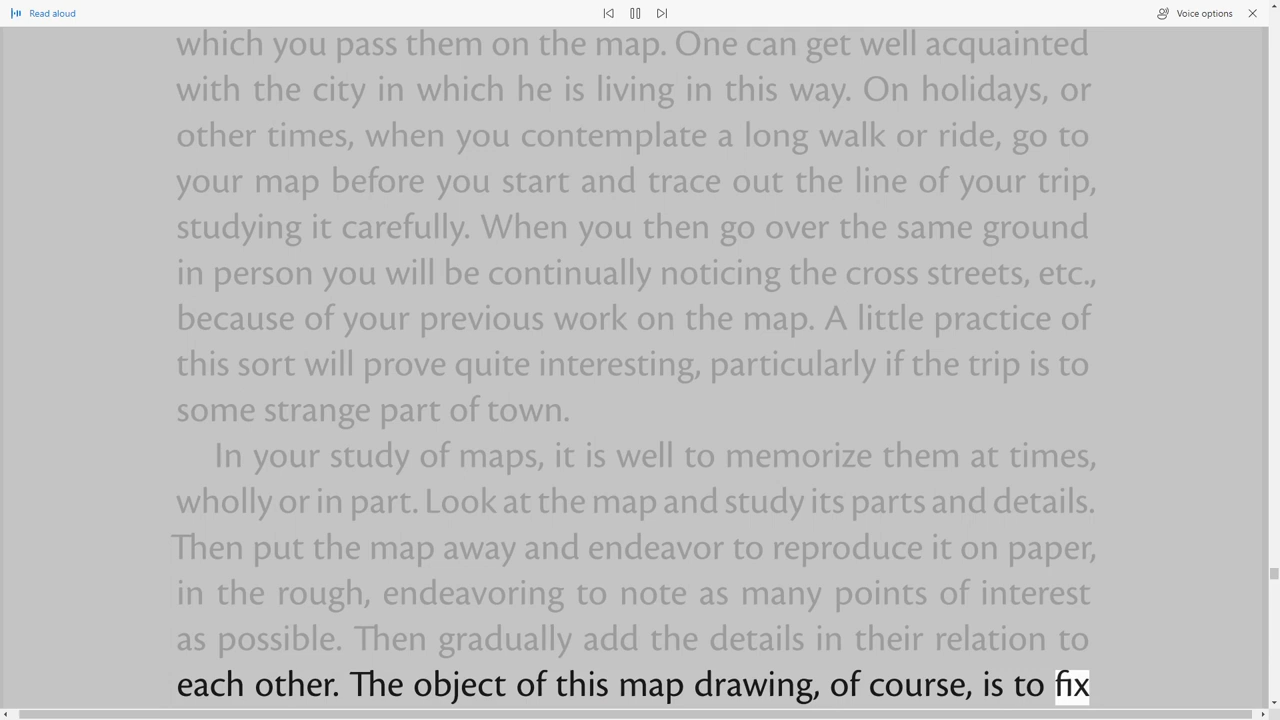 Read aloud
Voice options
which you pass them on the map. One can get well acquainted
with the city in which he is living in this way. On holidays, or
other times, when you contemplate a long walk or ride, go to
your map before you start and trace out the line of your trip,
studying it carefully. When you then go over the same ground
in person you will be continually noticing the cross streets, etc.,
because of your previous work on the map. A little practice of
this sort will prove quite interesting, particularly if the trip is to
some strange part of town.
In your study of maps, it is well to memorize them at times,
wholly or in part. Look at the map and study its parts and details.
Then put the map away and endeavor to reproduce it on paper,
in the rough, endeavoring to note as many points of interest
as possible. Then gradually add the details in their relation to
each other. The object of this map drawing, of course, is to fix